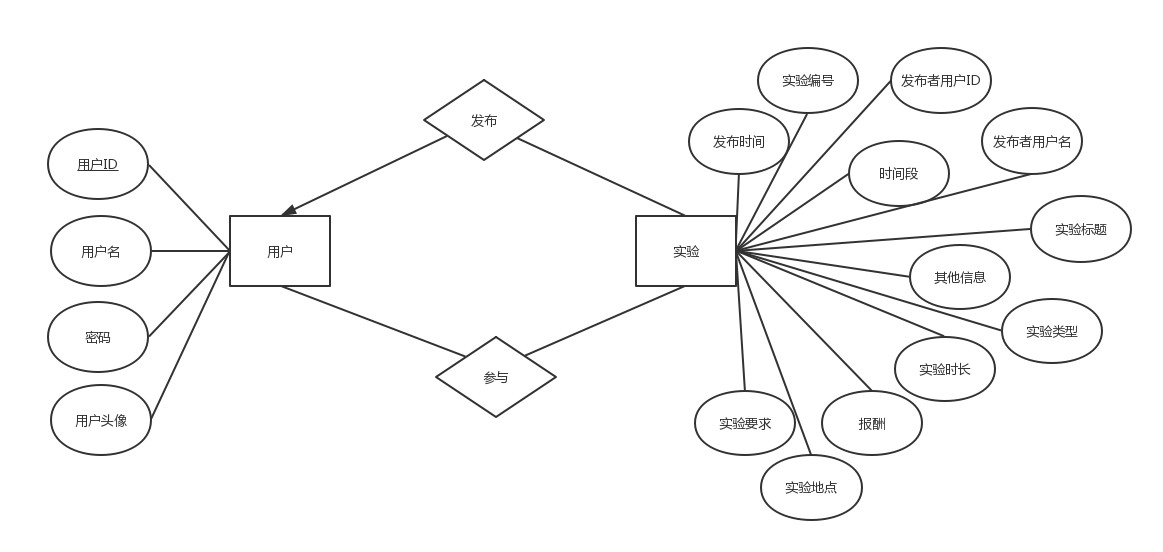 实验编号
发布者用户ID
发布
发布时间
发布者用户名
用户ID
时间段
实验标题
用户名
用户
实验
其他信息
密码
实验类型
参与
实验时长
用户头像
实验要求
报酬
实验地点